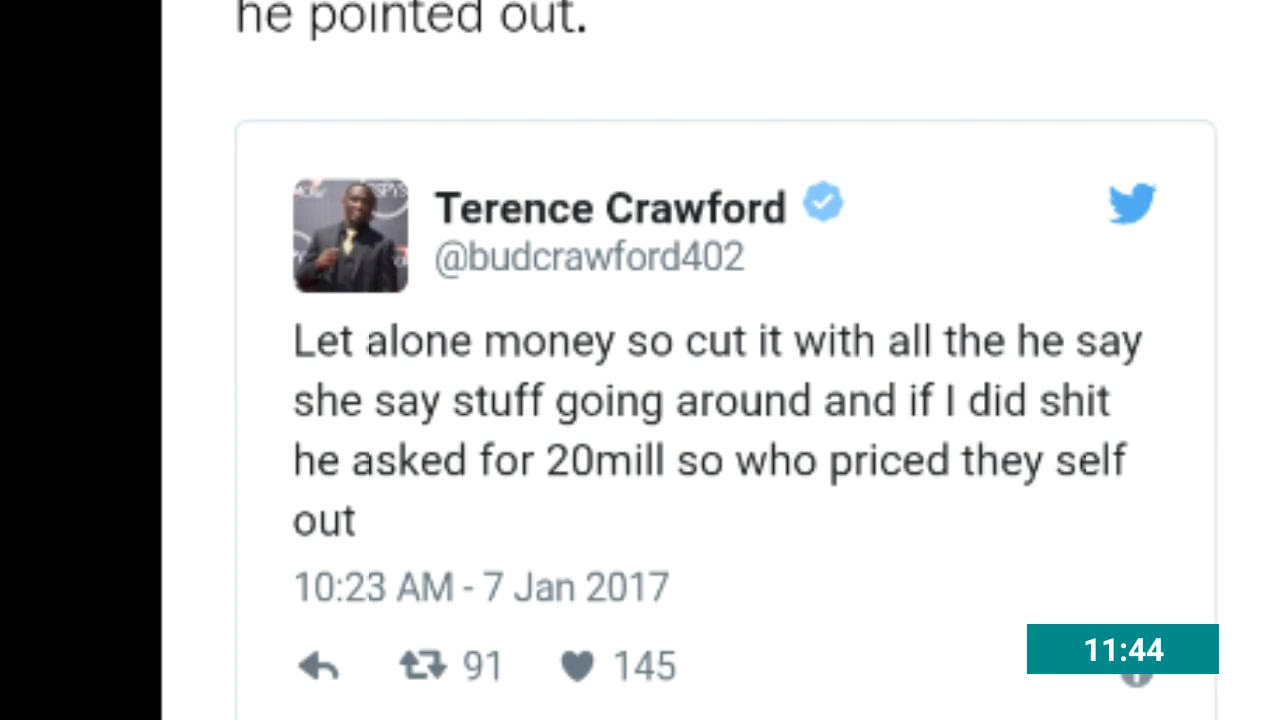 he pointed out.
Terence Crawford
@budcrawford402
Let alone money so cut it with all the he say
she say stuff going around and if I did shit
he asked for 20mill so who priced they self
out
10:23 AM - 7 Jan 2017
91 145
11:44